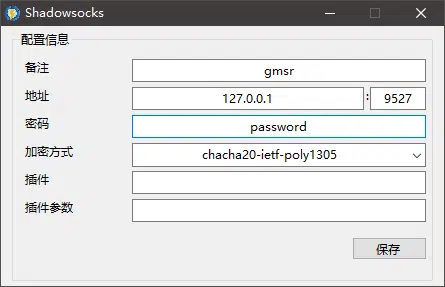 Shadowsocks
配置信息
备注 gmsr
地址 127.0.0.1 : 9527
密码 password
加密方式 chacha20-ietf-poly1305
插件
插件参数
保存